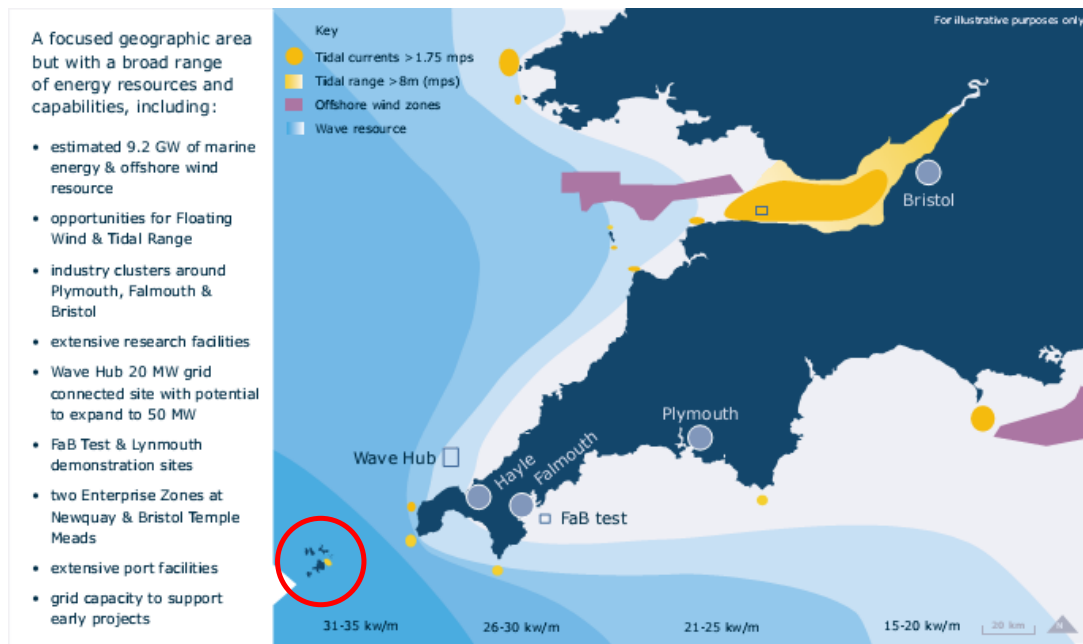 A focused geographic area
but with a broad range
of energy resources and
capabilities, including:
• estimated 9.2 GW of marine
energy & offshore wind
resource
• opportunities for Floating
Wind & Tidal Range
• industry clusters around
Plymouth, Falmouth &
Bristol
• extensive research facilities
• Wave Hub 20 MW grid
connected site with potential
to expand to 50 MW
• FaB Test & Lynmouth
demonstration sites
• two Enterprise Zones at
Newquay & Bristol Temple
Meads
• extensive port facilities
• grid capacity to support
early projects
For illustrative purposes only
Key
Tidal currents >1.75 mps
Tidal range >8m (mps)
Offshore wind zones
Wave resource
Bristol
Plymouth
Wave Hub
Hayle
Falmouth
FaB test
31-35 kw/m
26-30 kw/m
21-25 kw/m
15-20 kw/m
20 km
N